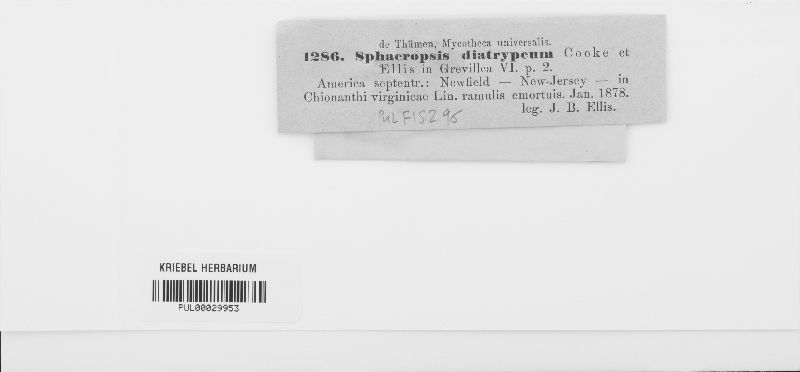 de Thümen, Mycotheca universalis.
1286. Sphaeropsis diatrypeum Cooke et
Ellis in Grevillea VI. p. 2.
America septentr.: Newfield — New-Jersey — in
Chionanthi virginicae Lin. ramulis emortuis. Jan. 1878.
leg. J. B. Ellis.
KRIEBEL HERBARIUM
PUL00029953